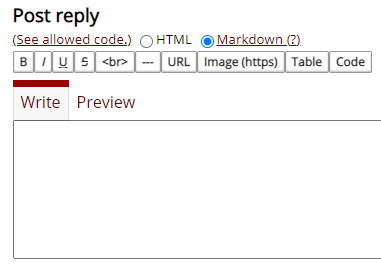 Post reply
(See allowed code.) HTML Markdown (?)
B I U S <br> --- URL Image (https) Table Code
Write Preview